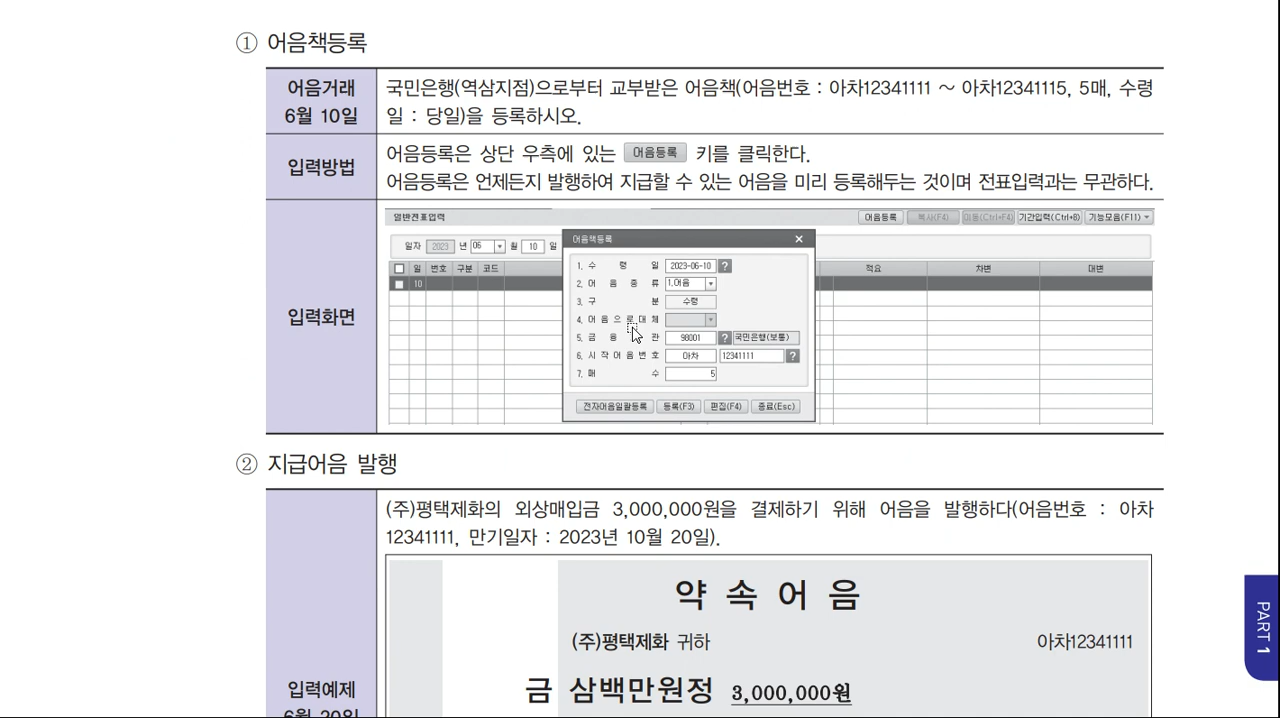 ① 어음책등록
어음거래
6월 10일
국민은행(역삼지점)으로부터 교부받은 어음책(어음번호 : 아차12341111 ～ 아차12341115, 5매, 수령
일 : 당일)을 등록하시오.
입력방법
어음등록은 상단 우측에 있는 어음등록 키를 클릭한다.
어음등록은 언제든지 발행하여 지급할 수 있는 어음을 미리 등록해두는 것이며 전표입력과는 무관하다.
입력화면
일반전표입력
어음등록 복사(F4) 이동(Ctrl+F4) 기간입력(Ctrl+8) 기능모음(F11)
일자 2023 년 06 월 10 일
일 번호 구분 코드 적요 차변 대변
10
어음책등록
1. 수 령 일 2023-06-10 ?
2. 어 음 종 류 1.어음
3. 구 분 수령
4. 어 음 으 로 대 체
5. 금 융 기 관 98001 ? 국민은행(보통)
6. 시 작 어 음 번 호 아차 12341111 ?
7. 매 수 5
전자어음일괄등록 등록(F3) 편집(F4) 종료(Esc)
② 지급어음 발행
(주)평택제화의 외상매입금 3,000,000원을 결제하기 위해 어음을 발행하다(어음번호 : 아차
12341111, 만기일자 : 2023년 10월 20일).
약 속 어 음
(주)평택제화 귀하 아차12341111
금 삼백만원정 3,000,000원
입력예제
6월 20일
PART 1